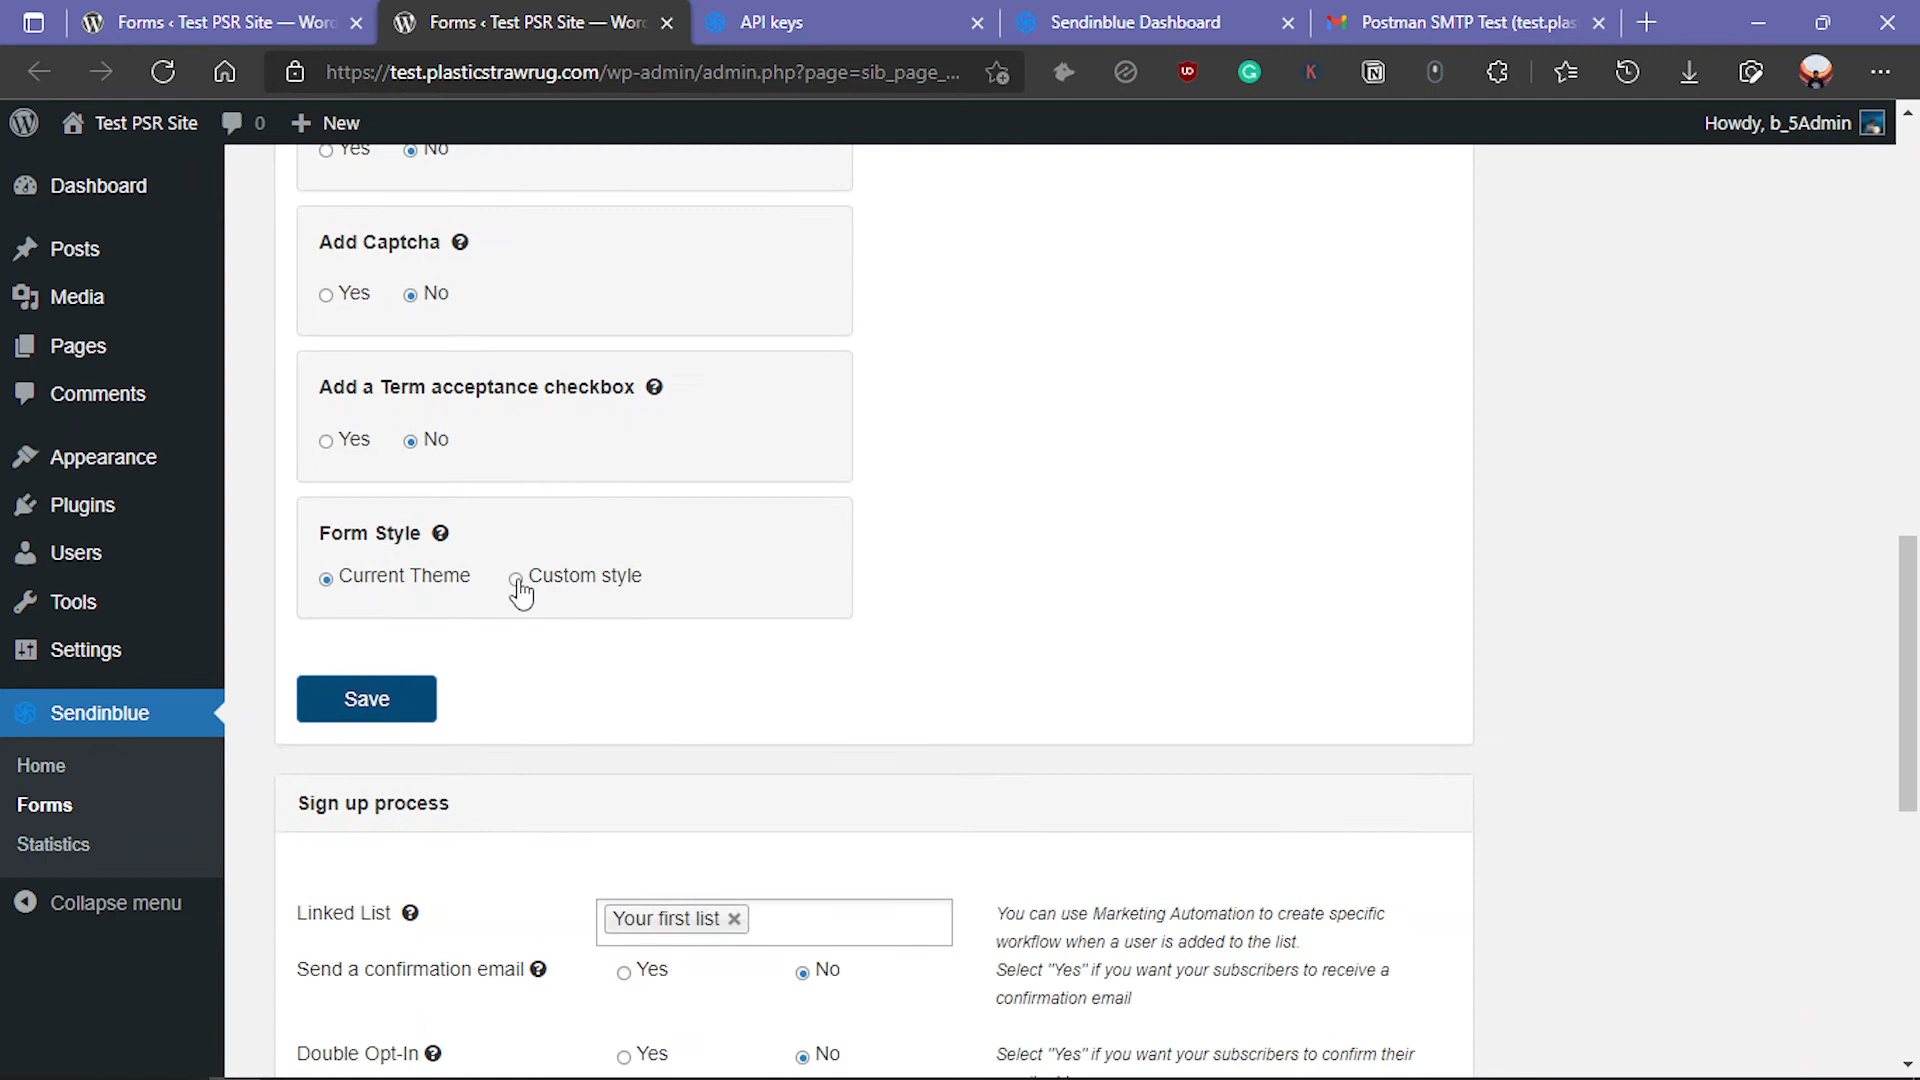 Forms ‹ Test PSR Site — Wor
Forms ‹ Test PSR Site — Wor
API keys
Sendinblue Dashboard
Postman SMTP Test (test.plas
https://test.plasticstrawrug.com/wp-admin/admin.php?page=sib_page_...
Test PSR Site
0
New
Howdy, b_5Admin
Dashboard
Posts
Media
Pages
Comments
Appearance
Plugins
Users
Tools
Settings
Sendinblue
Home
Forms
Statistics
Collapse menu
Yes No
Add Captcha
Yes No
Add a Term acceptance checkbox
Yes No
Form Style
Current Theme Custom style
Save
Sign up process
Linked List
Your first list
You can use Marketing Automation to create specific
workflow when a user is added to the list.
Send a confirmation email
Yes No
Select "Yes" if you want your subscribers to receive a
confirmation email
Double Opt-In
Yes No
Select "Yes" if you want your subscribers to confirm their